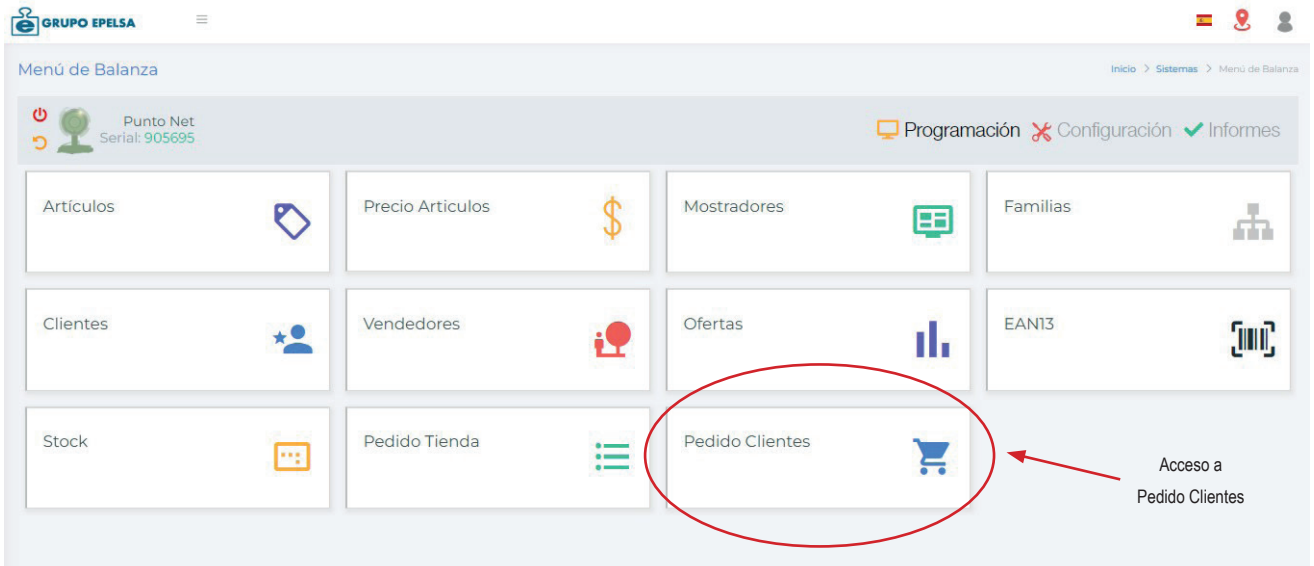 e GRUPO EPELSA
Menú de Balanza
Inicio > Sistemas > Menú de Balanza
Punto Net
Serial: 905695
Programación Configuración Informes
Artículos
Precio Articulos
Mostradores
Familias
Clientes
Vendedores
Ofertas
EAN13
Stock
Pedido Tienda
Pedido Clientes
Acceso a
Pedido Clientes